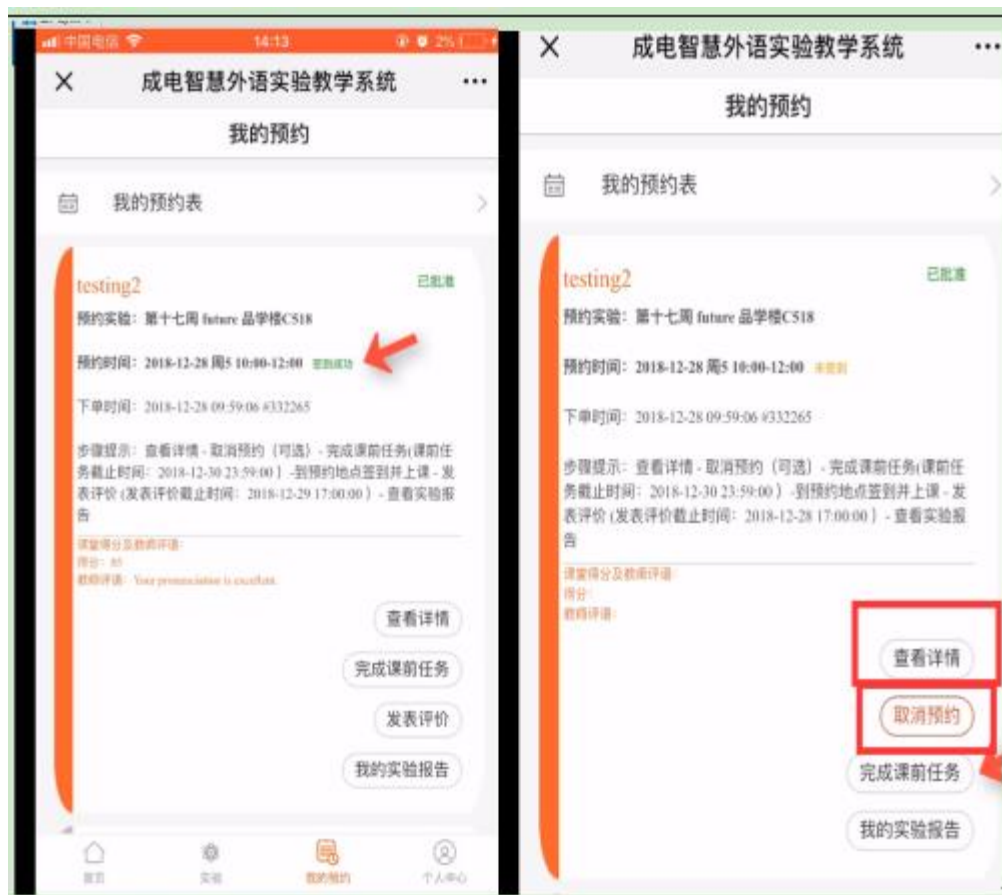 中国电信 14:13 2%
成电智慧外语实验教学系统
我的预约
我的预约表
testing2 已批准
预约实验：第十七周 future 品学楼C518
预约时间：2018-12-28 周5 10:00-12:00 签到成功
下单时间：2018-12-28 09:59:06 #332265
步骤提示：查看详情 - 取消预约（可选）- 完成课前任务(课前任
务截止时间：2018-12-30 23:59:00 ）-到预约地点签到并上课 - 发
表评价 (发表评价截止时间：2018-12-29 17:00:00 ）- 查看实验报
告
课堂得分及教师评语：
得分：85
教师评语：Your pronunciation is excellent.
查看详情
完成课前任务
发表评价
我的实验报告
首页 实验 我的预约 个人中心
成电智慧外语实验教学系统
我的预约
我的预约表
testing2 已批准
预约实验：第十七周 future 品学楼C518
预约时间：2018-12-28 周5 10:00-12:00 未签到
下单时间：2018-12-28 09:59:06 #332265
步骤提示：查看详情 - 取消预约（可选）- 完成课前任务(课前任
务截止时间：2018-12-30 23:59:00 ）-到预约地点签到并上课 - 发
表评价 (发表评价截止时间：2018-12-28 17:00:00 ）- 查看实验报
告
课堂得分及教师评语：
得分：
教师评语：
查看详情
取消预约
完成课前任务
我的实验报告